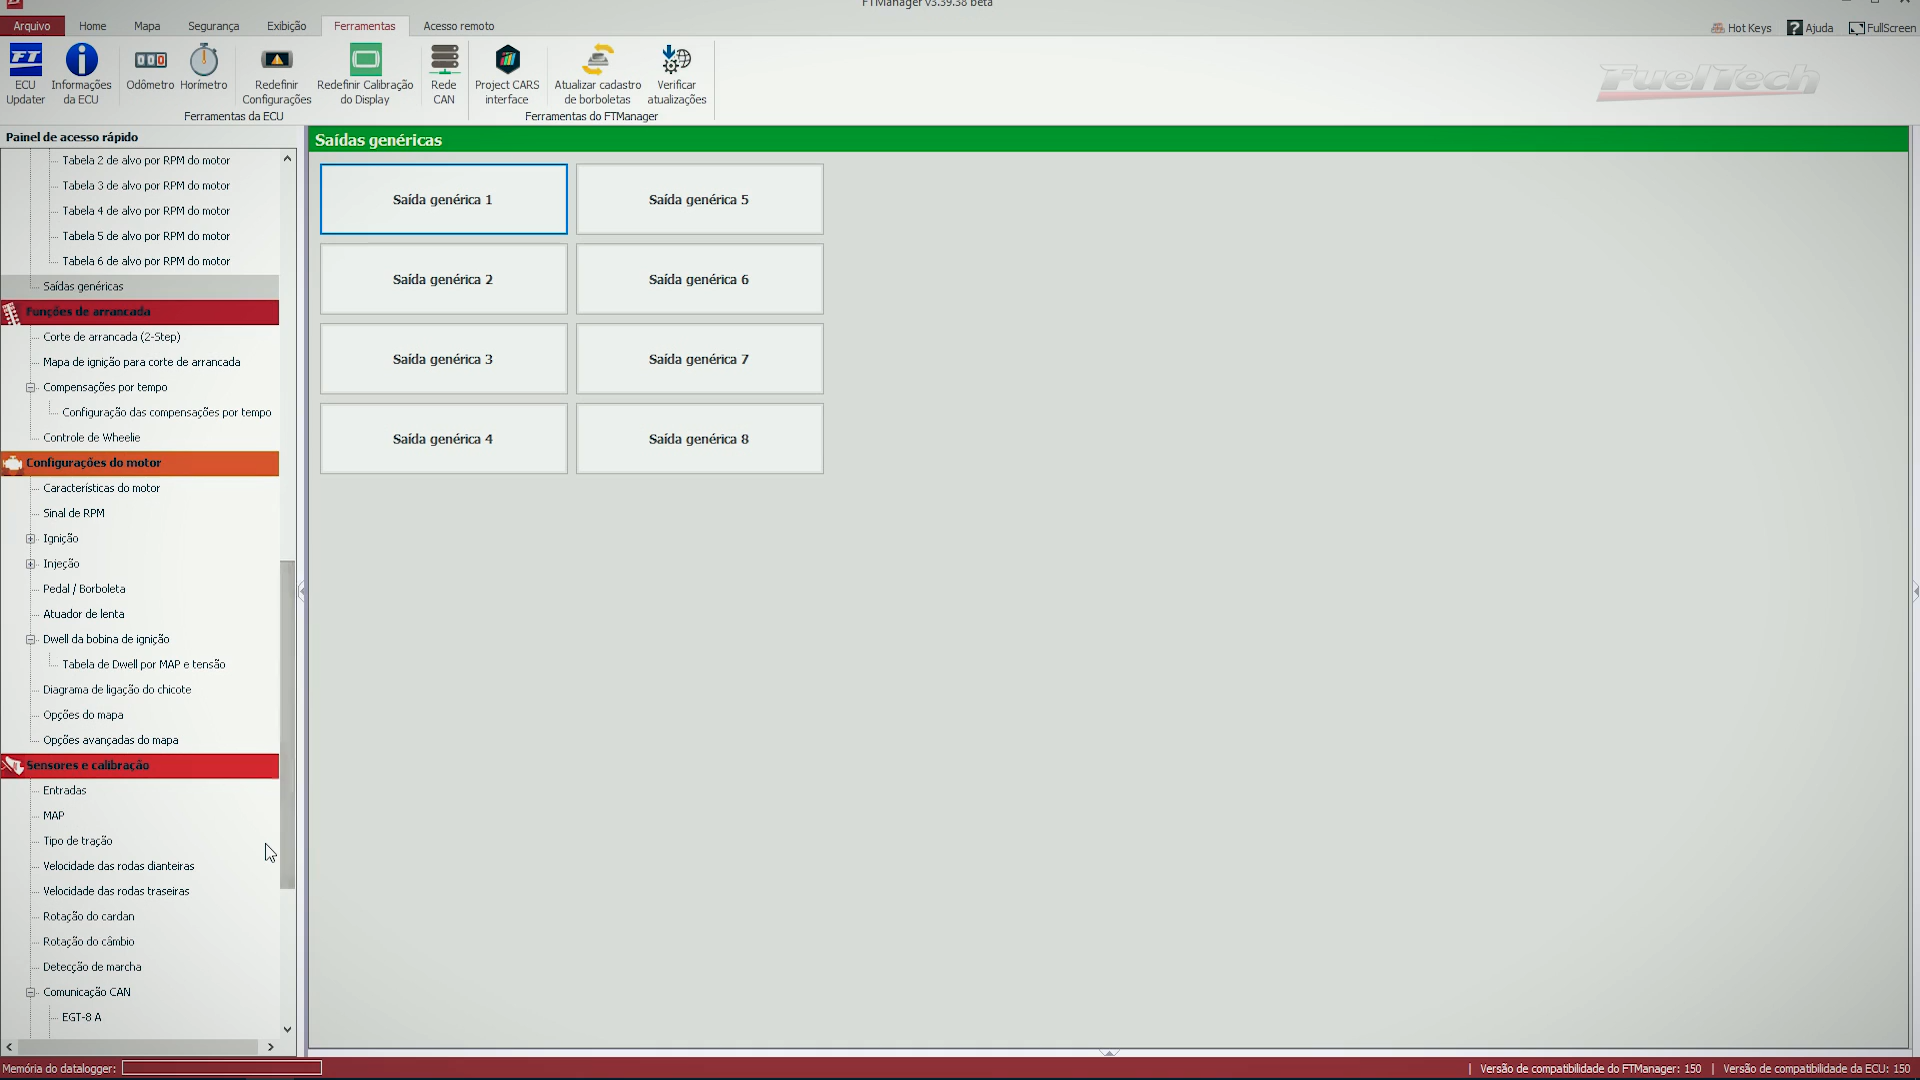 FTManager v3.39.38 beta
Arquivo Home Mapa Segurança Exibição Ferramentas Acesso remoto
Hot Keys ? Ajuda FullScreen
FT ECU Updater
Informações da ECU
Odômetro
Horímetro
Redefinir Configurações
Redefinir Calibração do Display
Rede CAN
Project CARS interface
Atualizar cadastro de borboletas
Verificar atualizações
Ferramentas da ECU
Ferramentas do FTManager
FuelTech
Painel de acesso rápido
Tabela 2 de alvo por RPM do motor
Tabela 3 de alvo por RPM do motor
Tabela 4 de alvo por RPM do motor
Tabela 5 de alvo por RPM do motor
Tabela 6 de alvo por RPM do motor
Saídas genéricas
Funções de arrancada
Corte de arrancada (2-Step)
Mapa de ignição para corte de arrancada
Compensações por tempo
Configuração das compensações por tempo
Controle de Wheelie
Configurações do motor
Características do motor
Sinal de RPM
Ignição
Injeção
Pedal / Borboleta
Atuador de lenta
Dwell da bobina de ignição
Tabela de Dwell por MAP e tensão
Diagrama de ligação do chicote
Opções do mapa
Opções avançadas do mapa
Sensores e calibração
Entradas
MAP
Tipo de tração
Velocidade das rodas dianteiras
Velocidade das rodas traseiras
Rotação do cardan
Rotação do câmbio
Detecção de marcha
Comunicação CAN
EGT-8 A
Saídas genéricas
Saída genérica 1 Saída genérica 5
Saída genérica 2 Saída genérica 6
Saída genérica 3 Saída genérica 7
Saída genérica 4 Saída genérica 8
Memória do datalogger:
| Versão de compatibilidade do FTManager: 150 | Versão de compatibilidade da ECU: 150